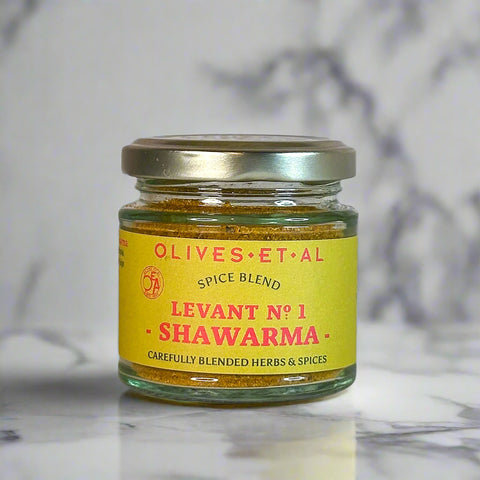 OLIVES·ET·AL
SPICE BLEND
LEVANT Nº 1
- SHAWARMA -
CAREFULLY BLENDED HERBS & SPICES